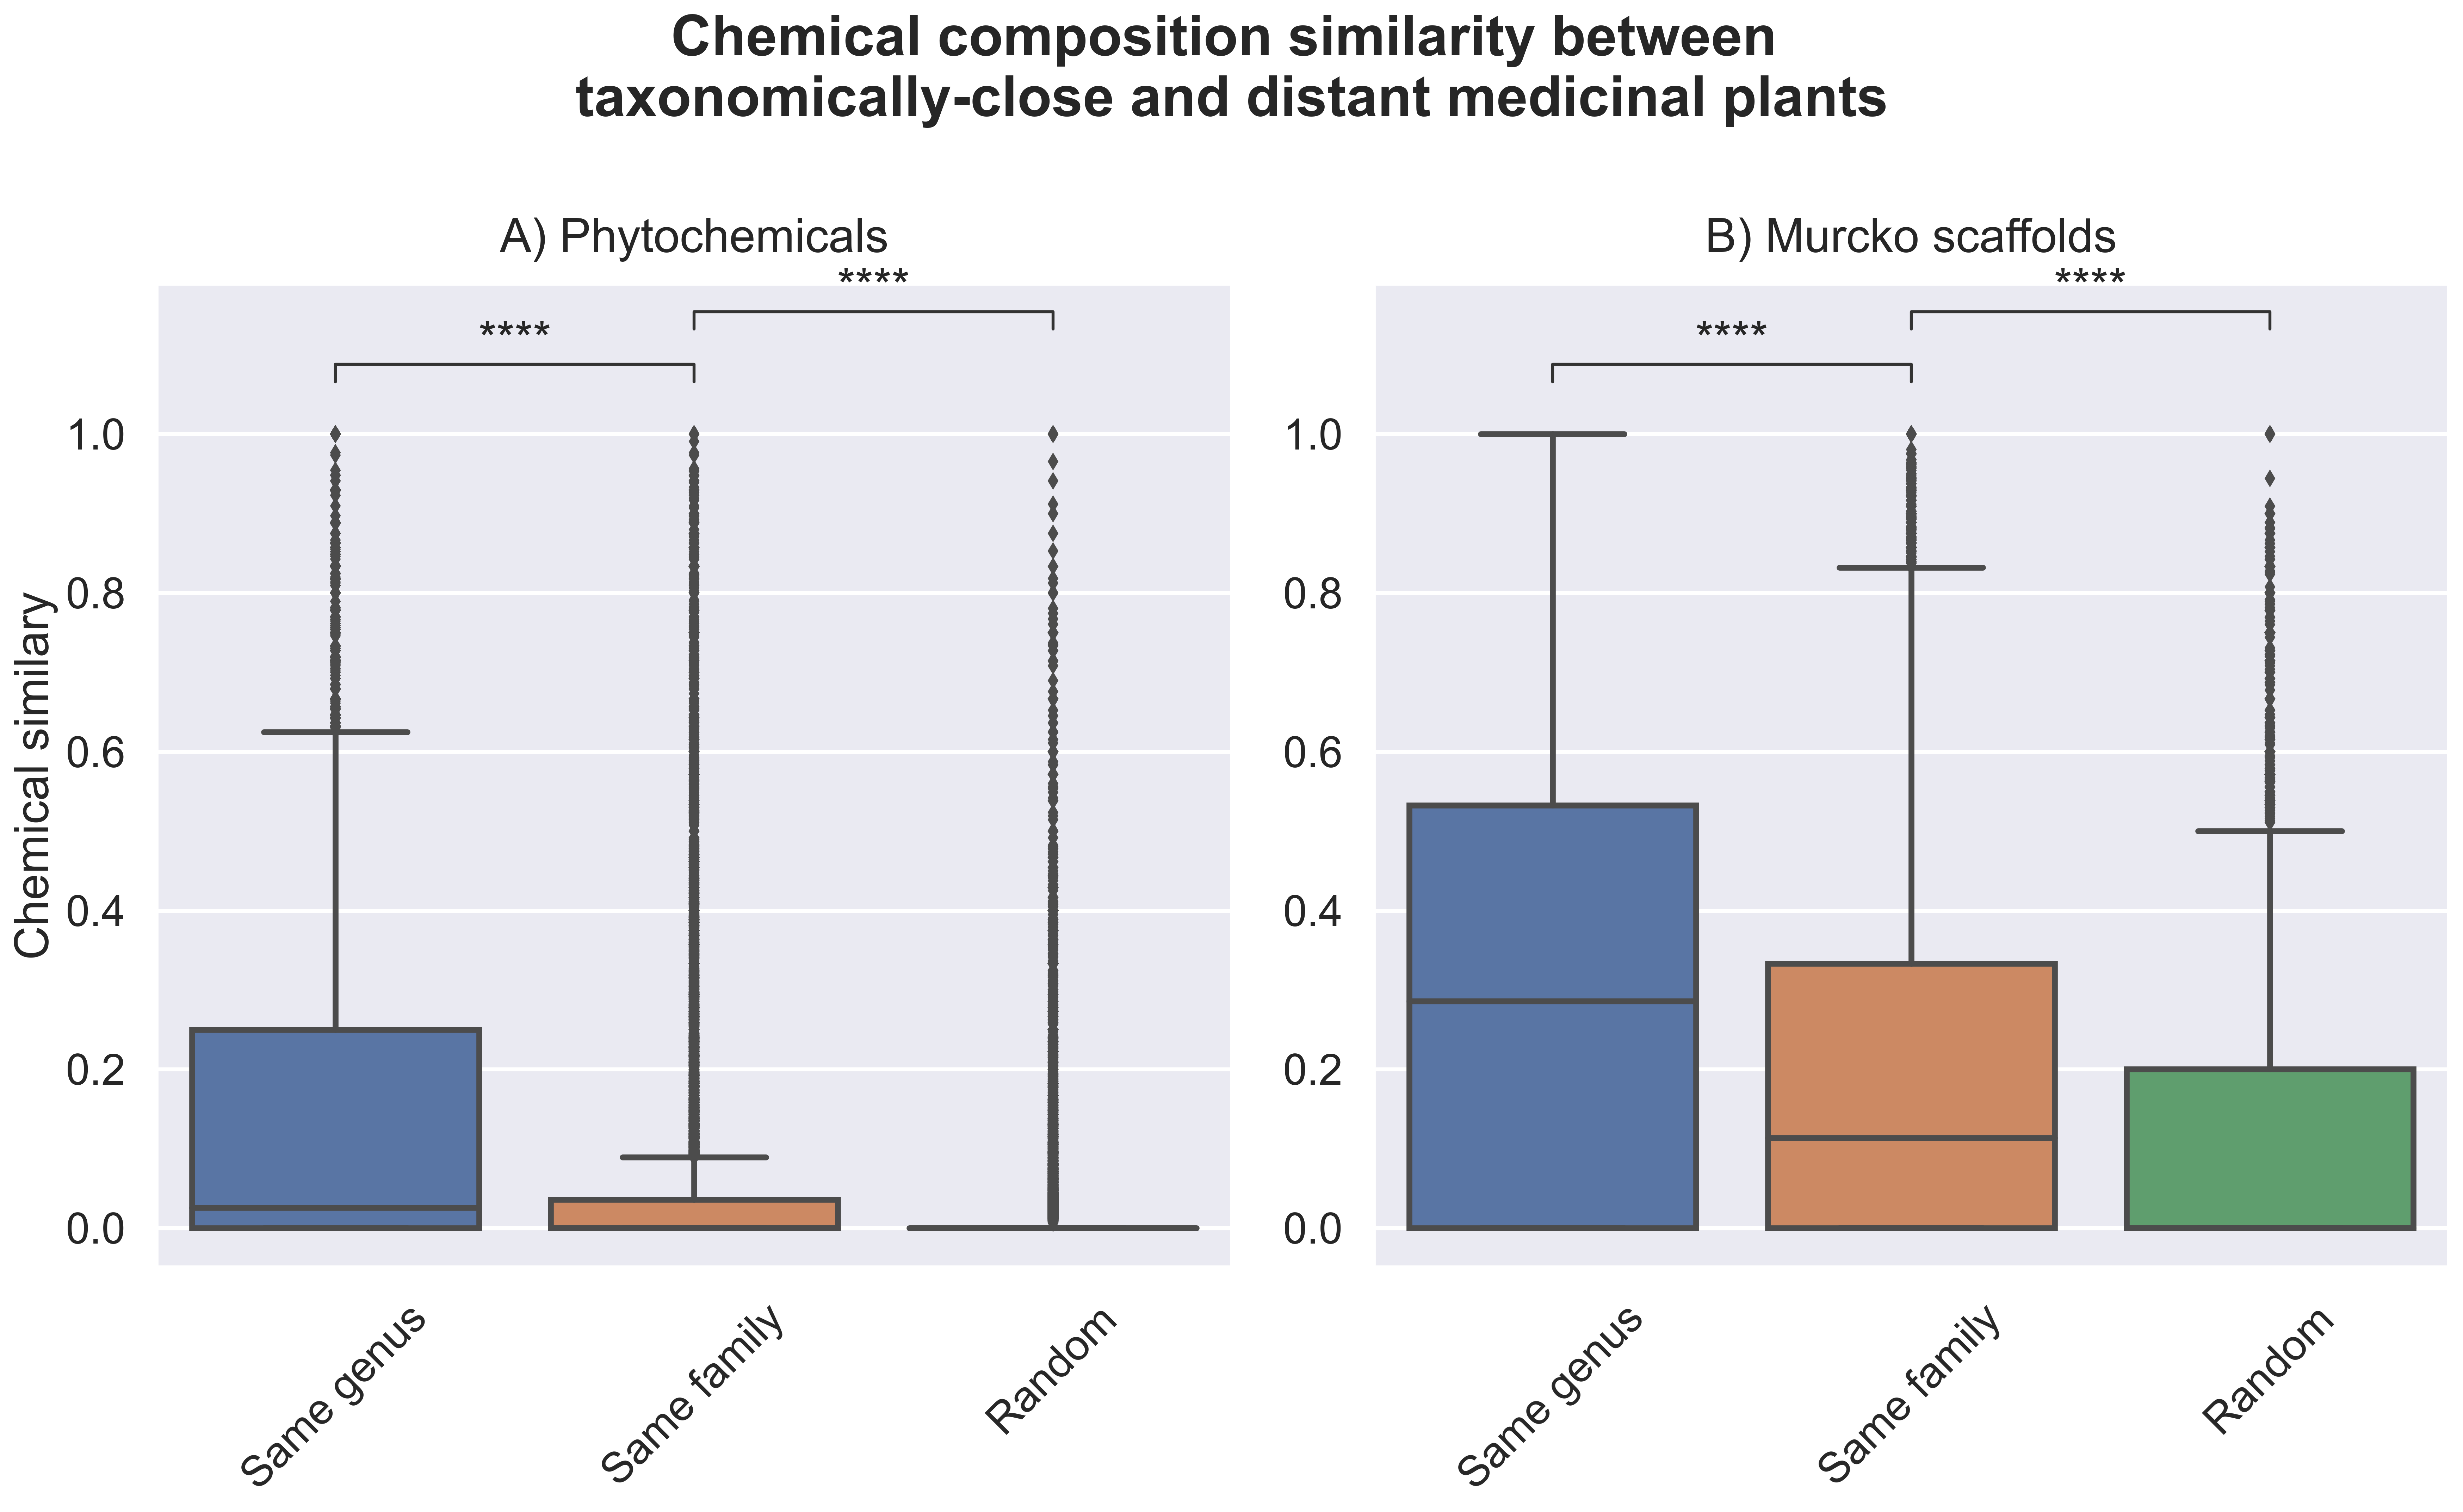 Chemical composition similarity between
taxonomically-close and distant medicinal plants
A) Phytochemicals
****
****
1.0
0.8
0.6
0.4
0.2
0.0
Chemical similary
Same genus
Same familiy
Random
B) Murcko scaffolds
****
****
1.0
0.8
0.6
0.4
0.2
0.0
Same genus
Same familiy
Random